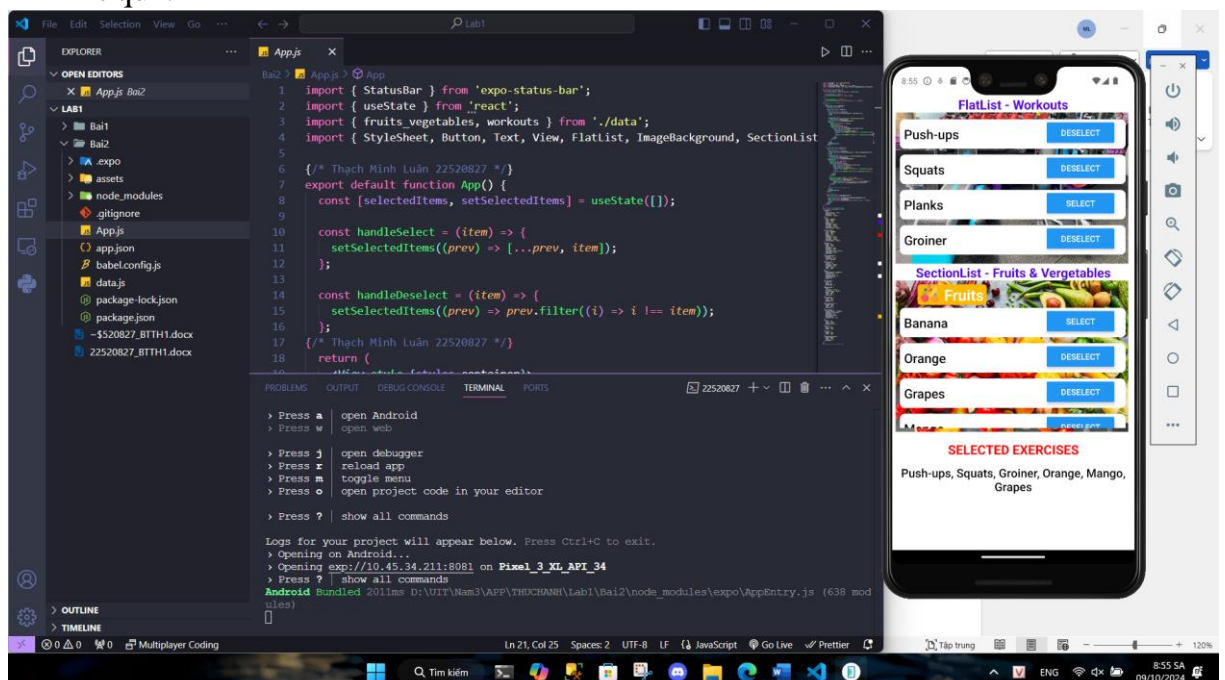 File Edit Selection View Go ···
Lab1
EXPLORER
OPEN EDITORS
App.js Bai2
LAB1
Bai1
Bai2
.expo
assets
node_modules
.gitignore
App.js
app.json
babel.config.js
data.js
package-lock.json
package.json
~$520827_BTTH1.docx
22520827_BTTH1.docx
OUTLINE
TIMELINE
App.js
Bai2 > App.js > App
1 import { StatusBar } from 'expo-status-bar';
2 import { useState } from 'react';
3 import { fruits_vegetables, workouts } from './data';
4 import { StyleSheet, Button, Text, View, FlatList, ImageBackground, SectionList
5
6 {/* Thạch Minh Luân 22520827 */}
7 export default function App() {
8 const [selectedItems, setSelectedItems] = useState([]);
9
10 const handleSelect = (item) => {
11 setSelectedItems((prev) => [...prev, item]);
12 };
13
14 const handleDeselect = (item) => {
15 setSelectedItems((prev) => prev.filter((i) => i !== item));
16 };
17 {/* Thạch Minh Luân 22520827 */}
18 return (
PROBLEMS OUTPUT DEBUG CONSOLE TERMINAL PORTS 22520827
> Press a | open Android
> Press w | open web
> Press j | open debugger
> Press r | reload app
> Press m | toggle menu
> Press o | open project code in your editor
> Press ? | show all commands
Logs for your project will appear below. Press Ctrl+C to exit.
> Opening on Android...
> Opening exp://10.45.34.211:8081 on Pixel_3_XL_API_34
> Press ? | show all commands
Android Bundled 2011ms D:\UIT\Nam3\APP\THUCHANH\Lab1\Bai2\node_modules\expo\AppEntry.js (638 mod
ules)
0 0 0 Multiplayer Coding Ln 21, Col 25 Spaces: 2 UTF-8 LF {} JavaScript Go Live Prettier
ML
8:55
FlatList - Workouts
Push-ups DESELECT
Squats DESELECT
Planks SELECT
Groiner DESELECT
SectionList - Fruits & Vergetables
Fruits
Banana SELECT
Orange DESELECT
Grapes DESELECT
Mango DESELECT
SELECTED EXERCISES
Push-ups, Squats, Groiner, Orange, Mango,
Grapes
Tập trung 120%
Tìm kiếm ENG 8:55 SA
09/10/2024